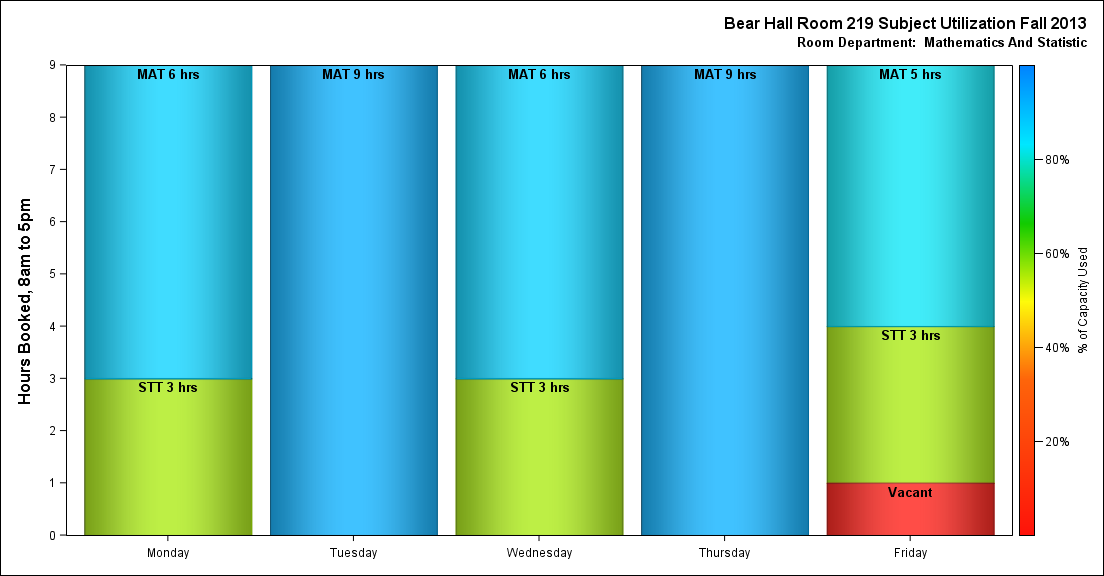 Bear Hall Room 219 Subject Utilization Fall 2013
Room Department:  Mathematics And Statistic
Hours Booked, 8am to 5pm
9
8
7
6
5
4
3
2
1
0
MAT 6 hrs
STT 3 hrs
MAT 9 hrs
MAT 6 hrs
STT 3 hrs
MAT 9 hrs
MAT 5 hrs
STT 3 hrs
Vacant
Monday
Tuesday
Wednesday
Thursday
Friday
80%
60%
40%
20%
% of Capacity Used